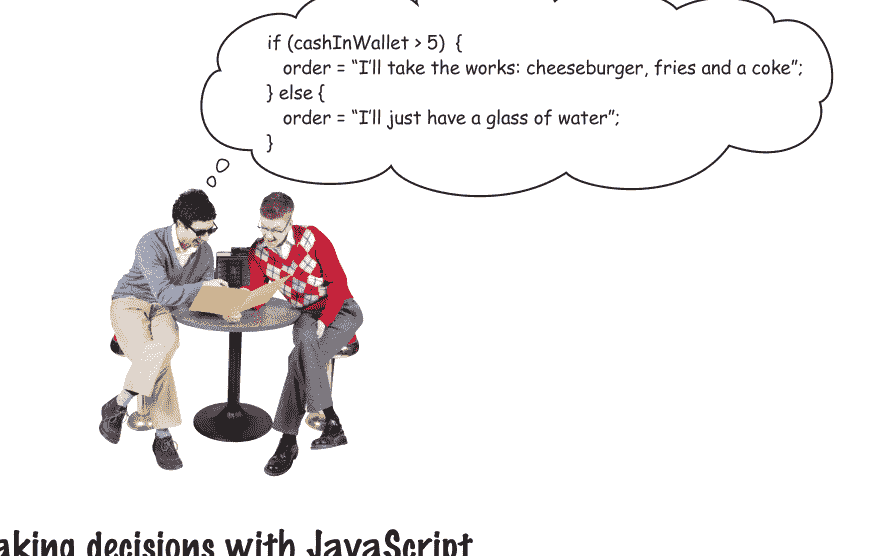 if (cashInWallet > 5) {
order = “I’ll take the works: cheeseburger, fries and a coke”;
} else {
order = “I’ll just have a glass of water”;
}
aking decisions with JavaScript